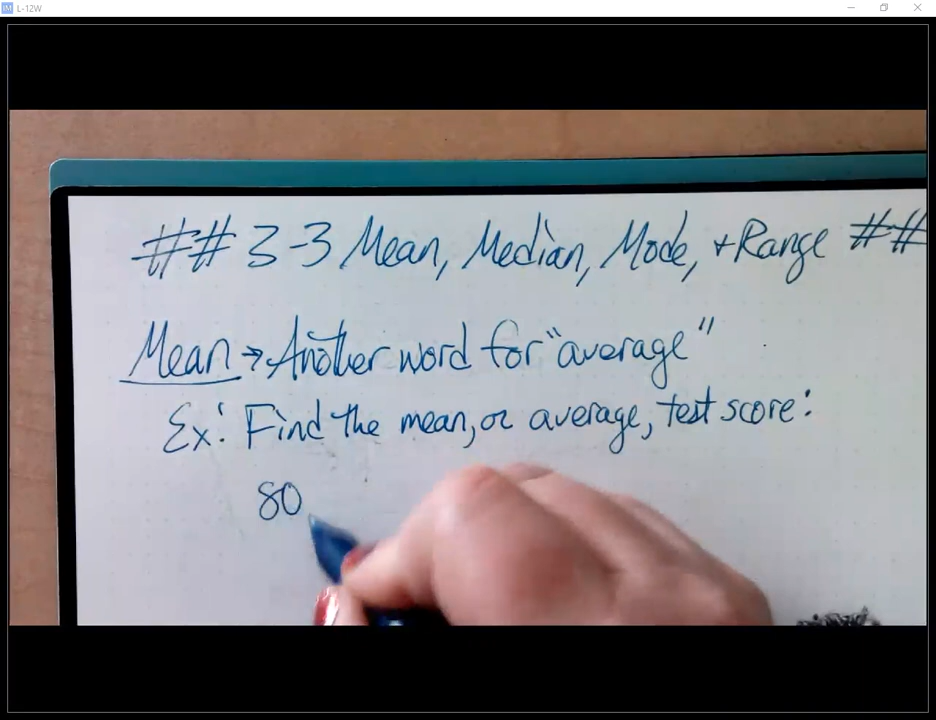 L-12W
## 3-3 Mean, Median, Mode, + Range ##
Mean → Another word for "average"
Ex: Find the mean, or average, test score:
80